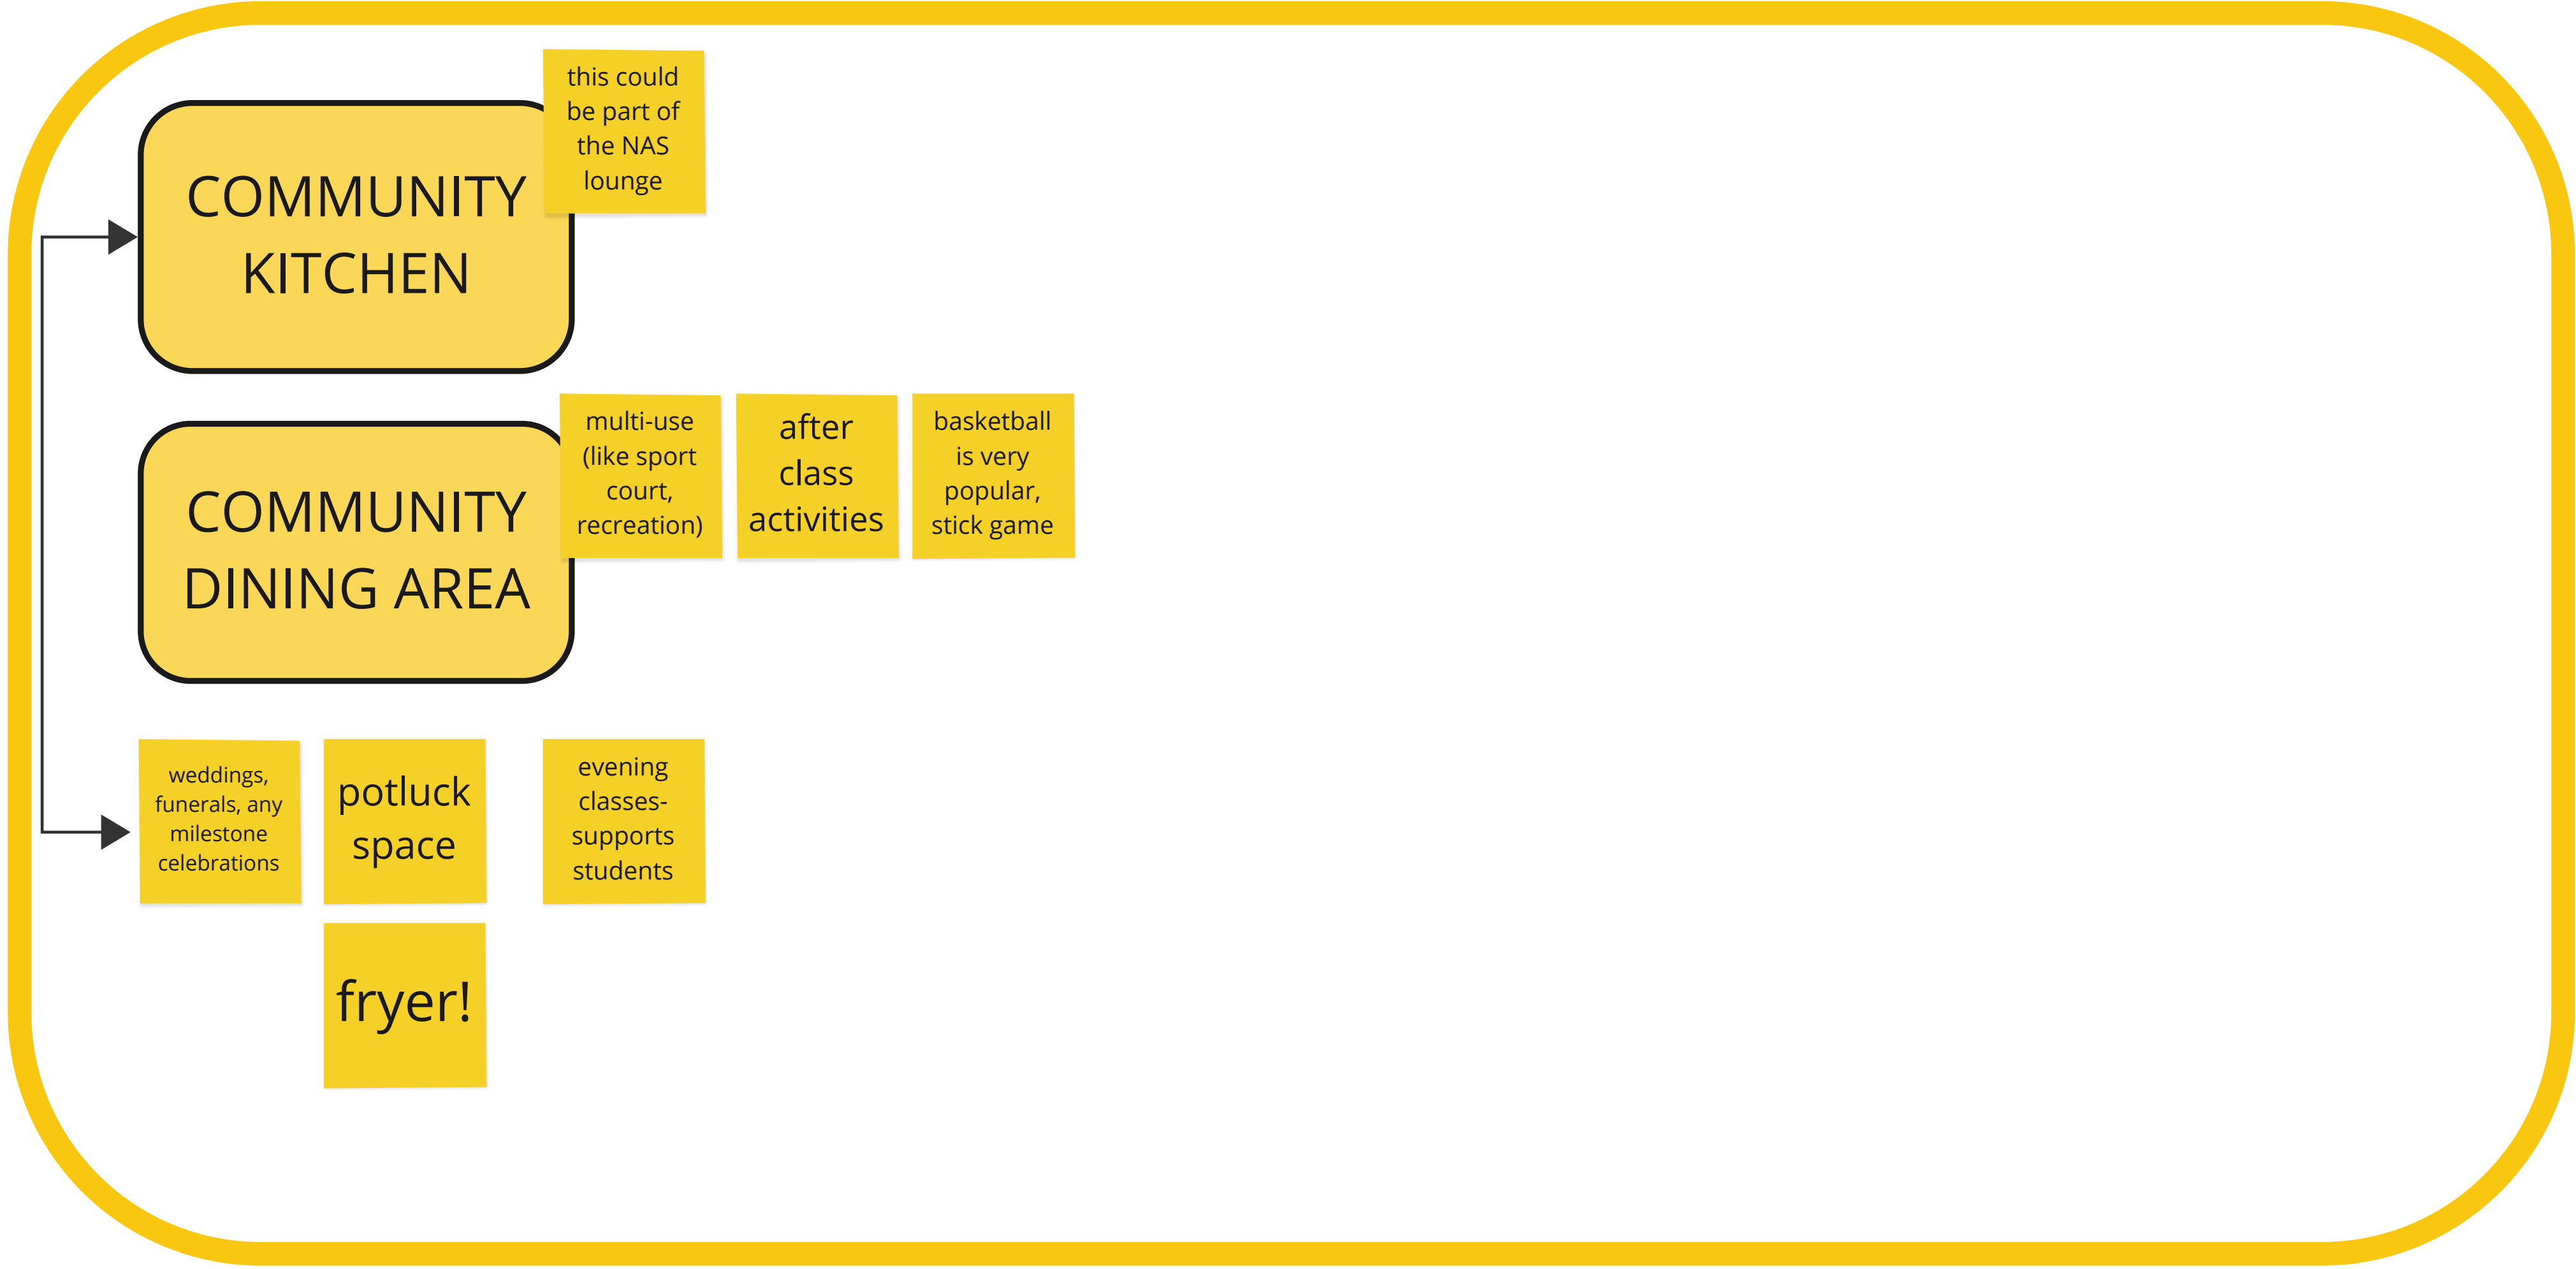 this could
be part of
the NAS
lounge
COMMUNITY
KITCHEN
multi-use
(like sport
court,
recreation)
after
class
activities
basketball
is very
popular,
stick game
COMMUNITY
DINING AREA
weddings,
funerals, any
milestone
celebrations
potluck
space
evening
classes-
supports
students
fryer!